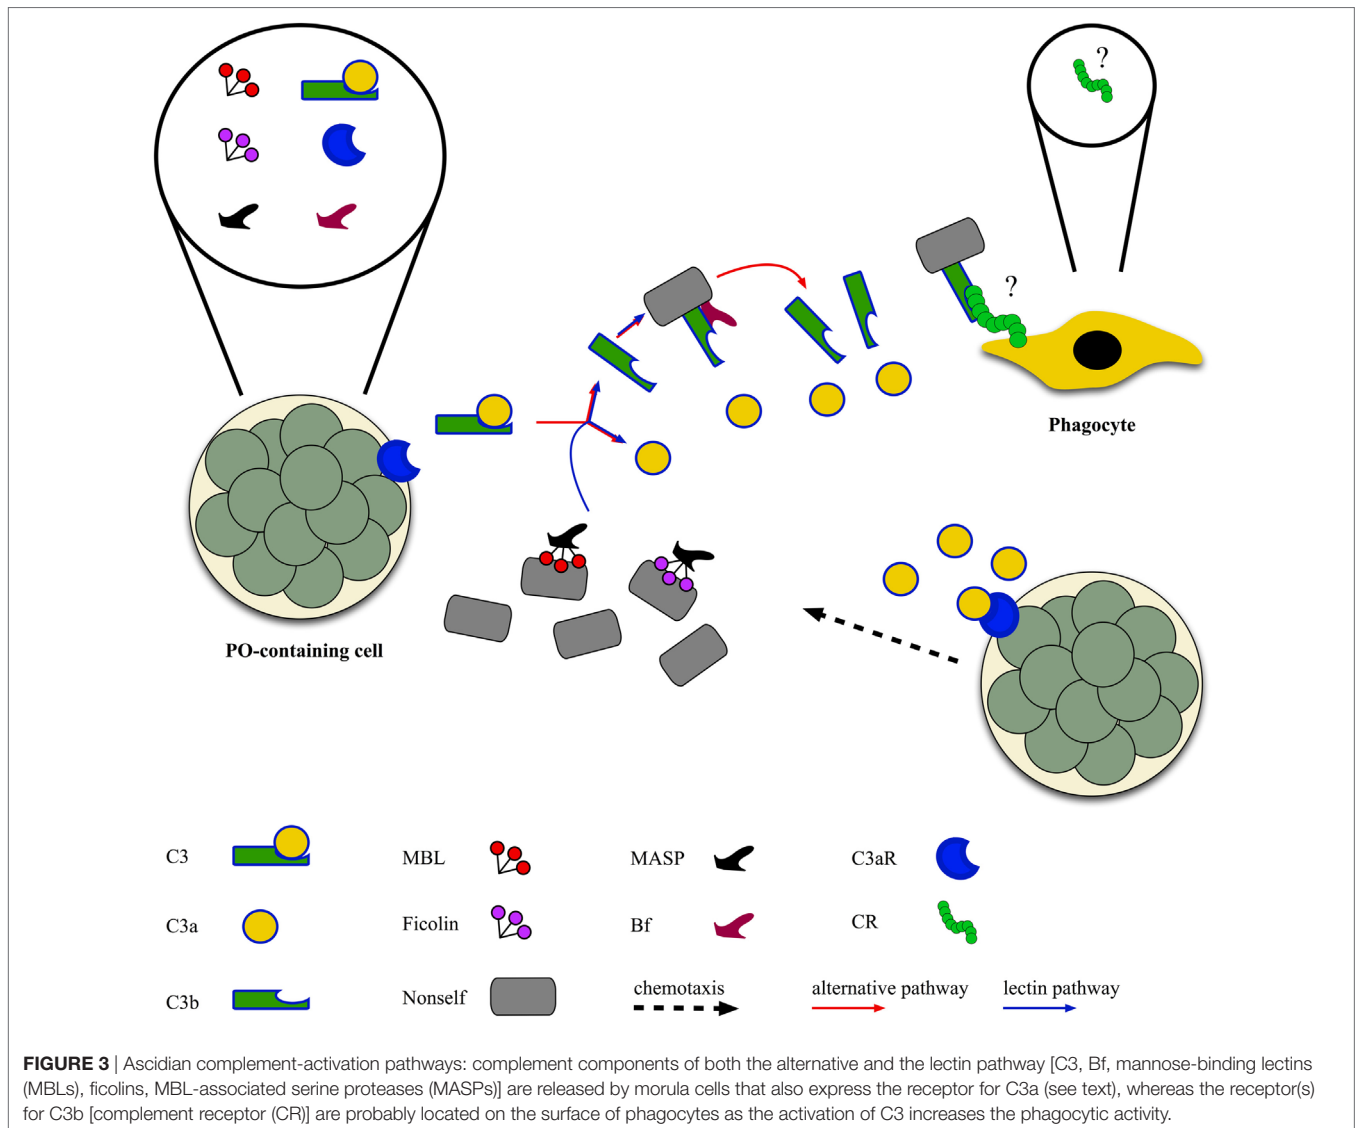 ?
?
Phagocyte
PO-containing cell
C3
MBL
MASP
C3aR
C3a
Ficolin
Bf
CR
C3b
Nonself
chemotaxis
alternative pathway
lectin pathway
FIGURE 3 | Ascidian complement-activation pathways: complement components of both the alternative and the lectin pathway [C3, Bf, mannose-binding lectins
(MBLs), ficolins, MBL-associated serine proteases (MASPs)] are released by morula cells that also express the receptor for C3a (see text), whereas the receptor(s)
for C3b [complement receptor (CR)] are probably located on the surface of phagocytes as the activation of C3 increases the phagocytic activity.